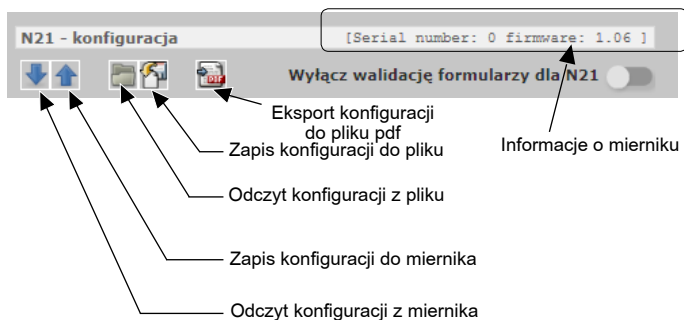 N21 - konfiguracja [Serial number: 0 firmware: 1.06 ]
Wyłącz walidację formularzy dla N21
PDF
Eksport konfiguracji
do pliku pdf
Informacje o mierniku
Zapis konfiguracji do pliku
Odczyt konfiguracji z pliku
Zapis konfiguracji do miernika
Odczyt konfiguracji z miernika